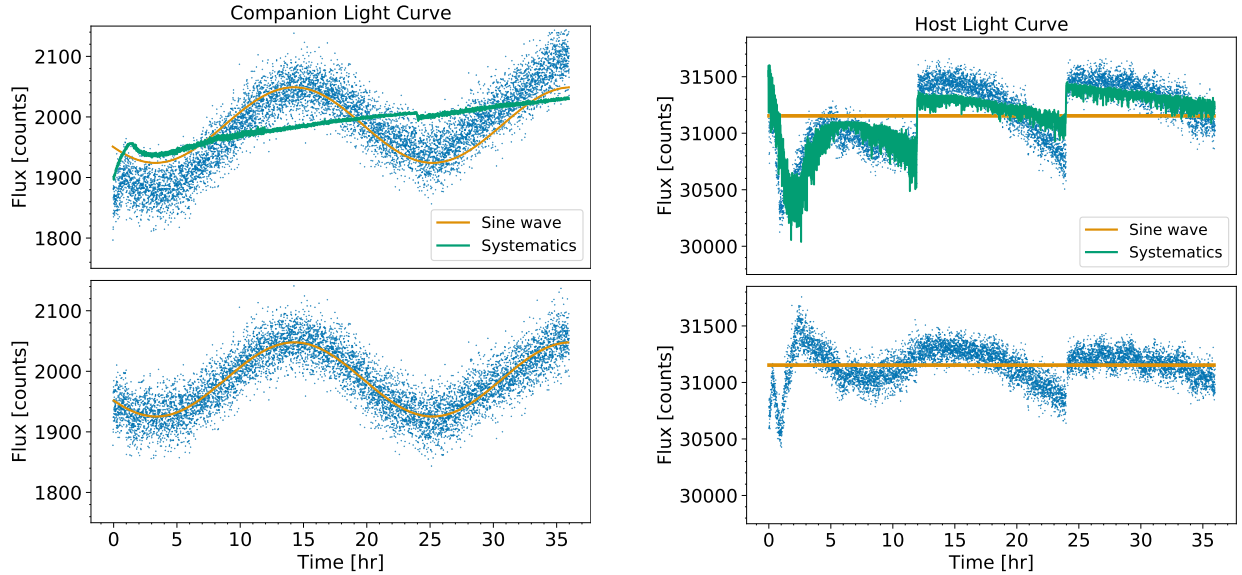 Companion Light Curve
Flux [counts]
2100
2000
1900
1800
Sine wave
Systematics
Flux [counts]
2100
2000
1900
1800
0 5 10 15 20 25 30 35
Time [hr]
Host Light Curve
Flux [counts]
31500
31000
30500
30000
Sine wave
Systematics
Flux [counts]
31500
31000
30500
30000
0 5 10 15 20 25 30 35
Time [hr]